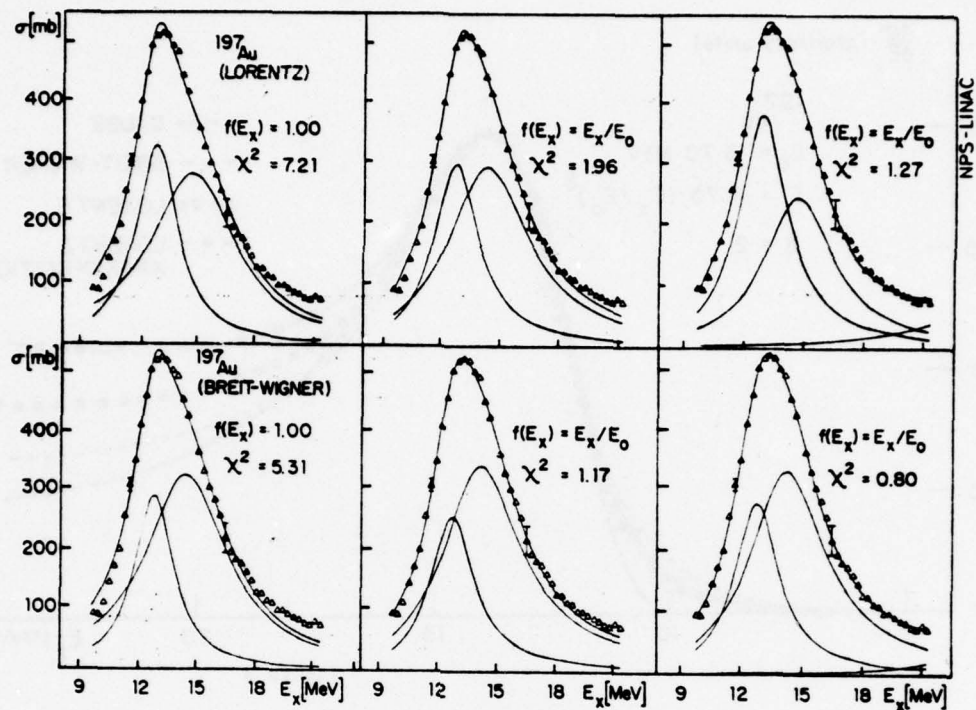 σ[mb]
400
300
200
100
197Au
(LORENTZ)
f(Eₓ) = 1.00
χ² = 7.21
f(Eₓ) = Eₓ/E₀
χ² = 1.96
f(Eₓ) = Eₓ/E₀
χ² = 1.27
NPS-LINAC
σ[mb]
400
300
200
100
197Au
(BREIT-WIGNER)
f(Eₓ) = 1.00
χ² = 5.31
f(Eₓ) = Eₓ/E₀
χ² = 1.17
f(Eₓ) = Eₓ/E₀
χ² = 0.80
9 12 15 18 Eₓ[MeV]
9 12 15 18 Eₓ[MeV]
9 12 15 18 Eₓ[MeV]